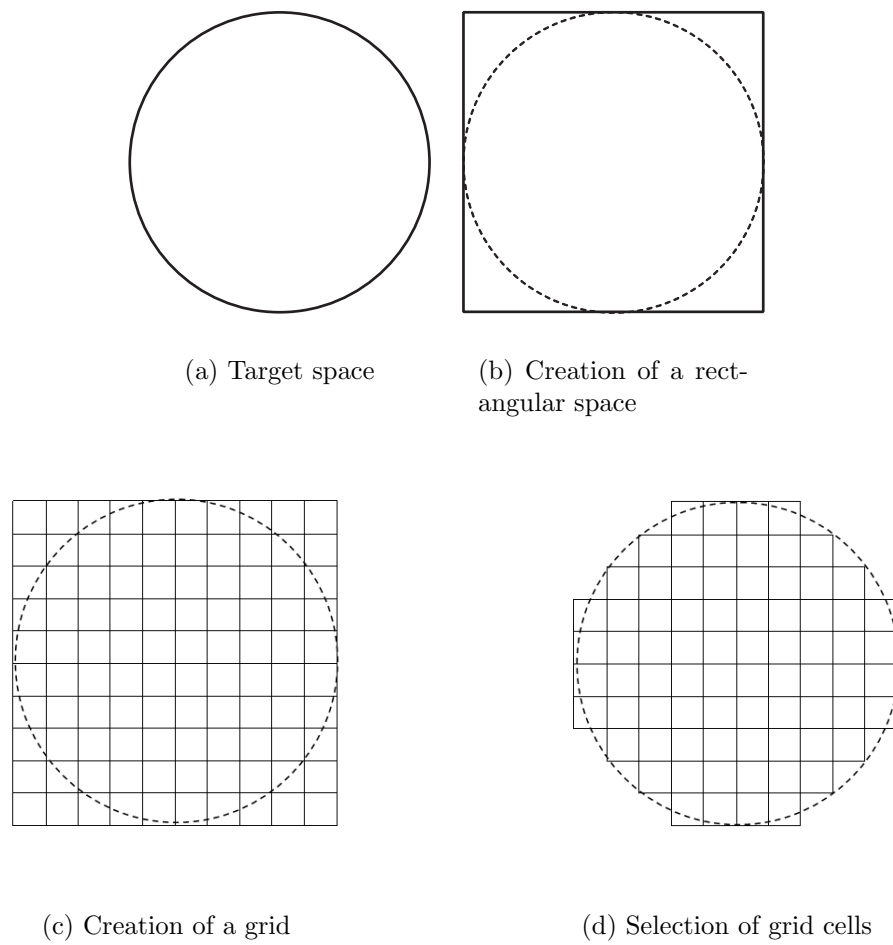 (a) Target space
(b) Creation of a rect-
angular space
(c) Creation of a grid
(d) Selection of grid cells